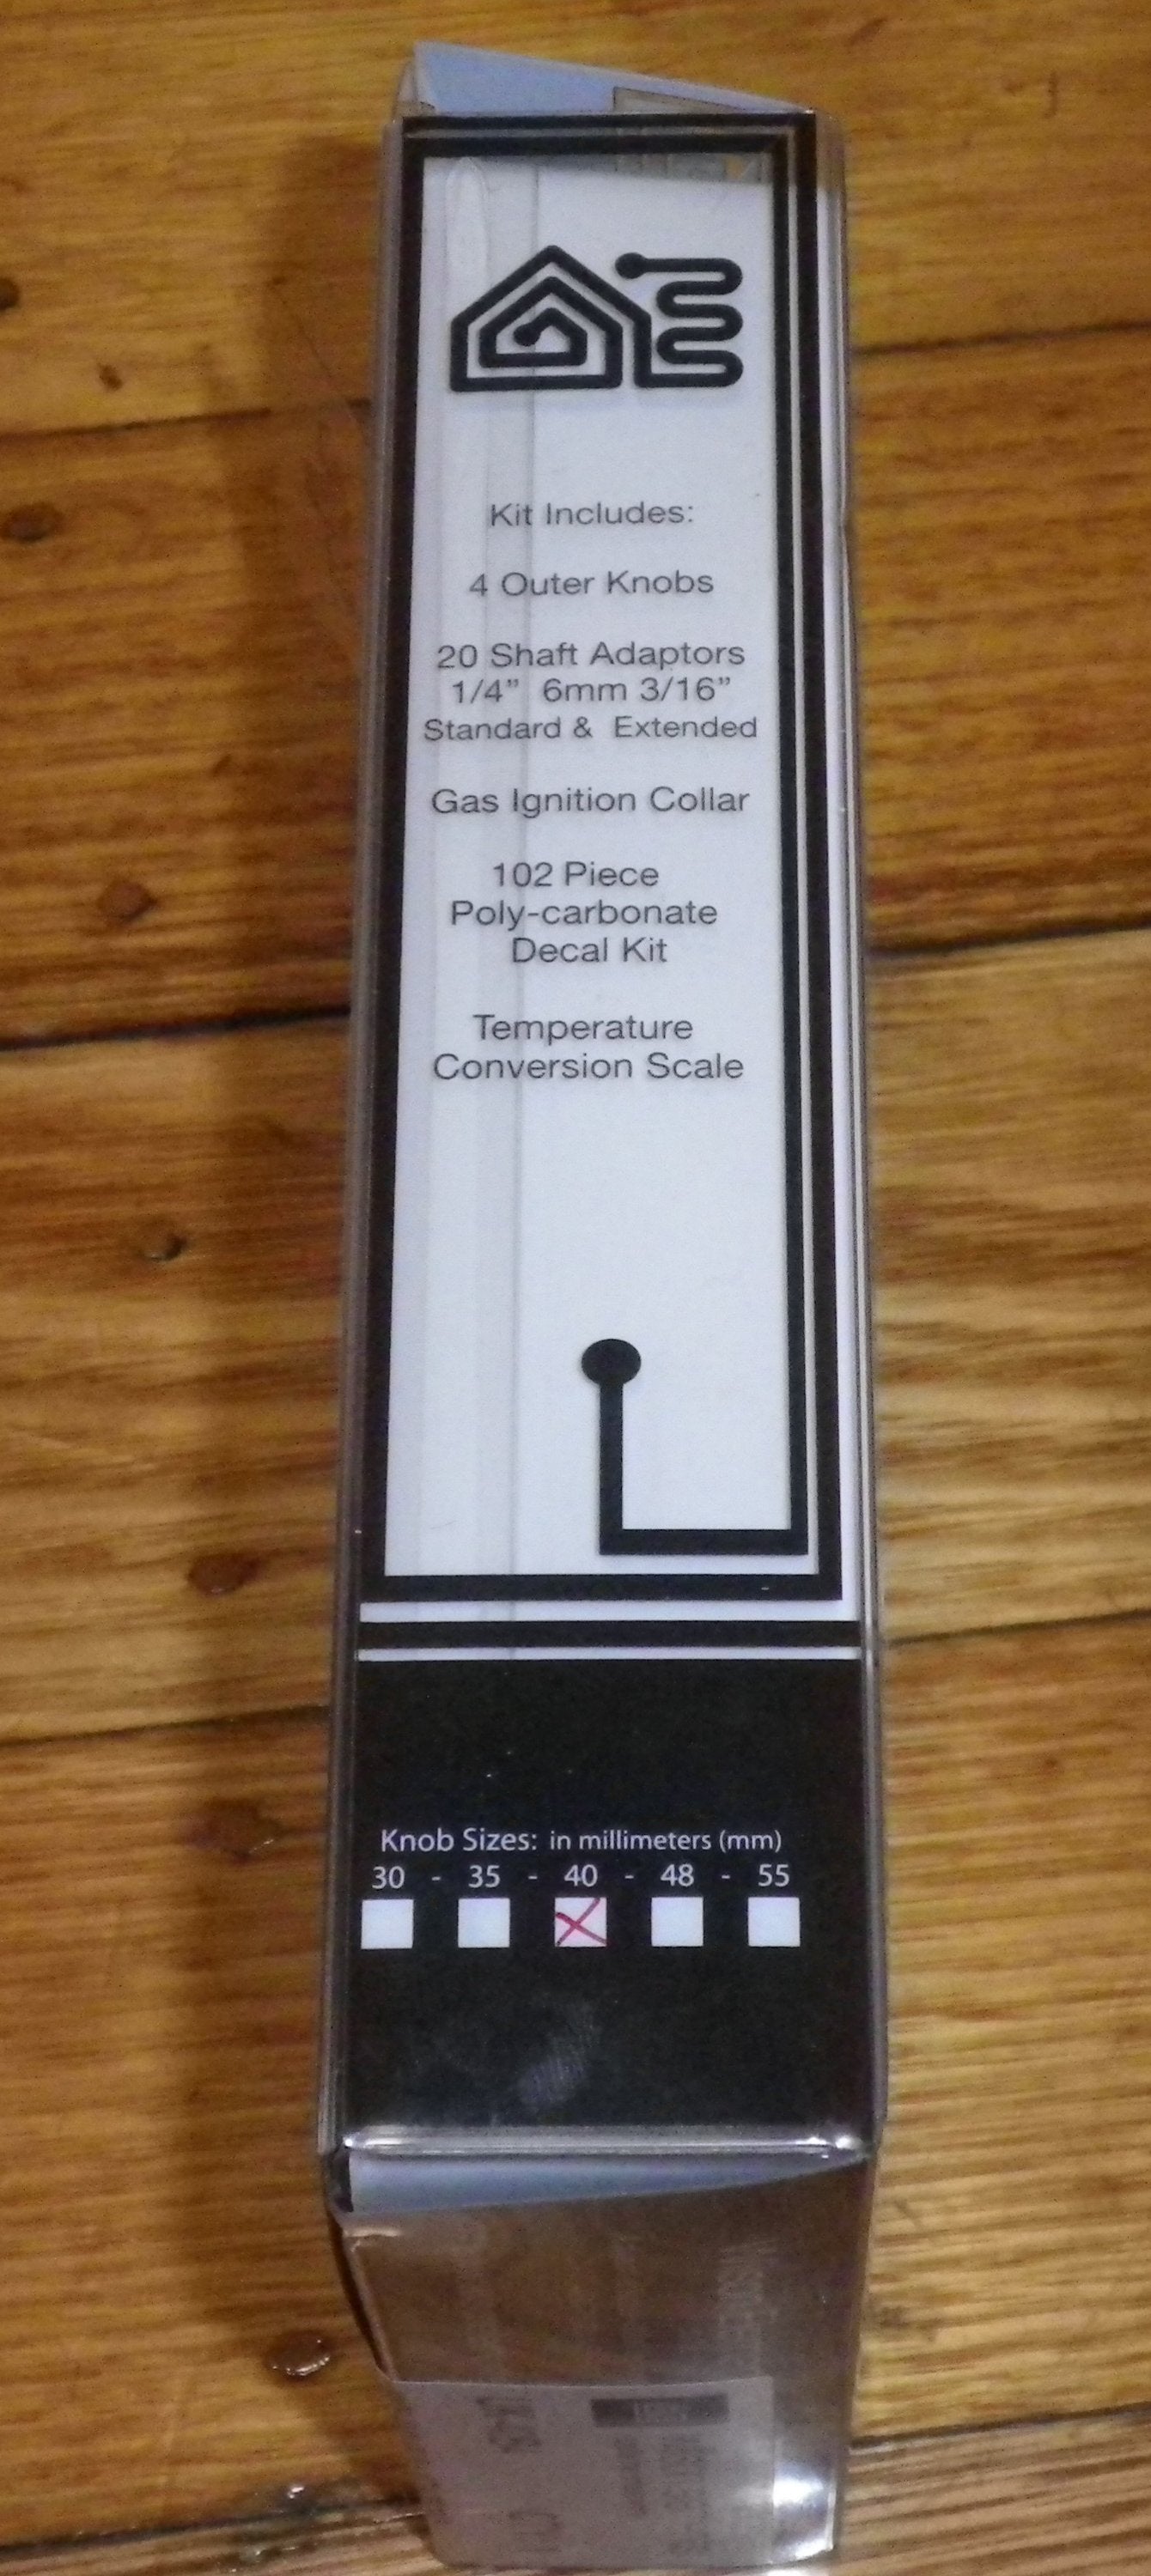 Kit Includes:
4 Outer Knobs
20 Shaft Adaptors
1/4” 6mm 3/16”
Standard & Extended
Gas Ignition Collar
102 Piece
Poly-carbonate
Decal Kit
Temperature
Conversion Scale
Knob Sizes: in millimeters (mm)
30 - 35 - 40 - 48 - 55